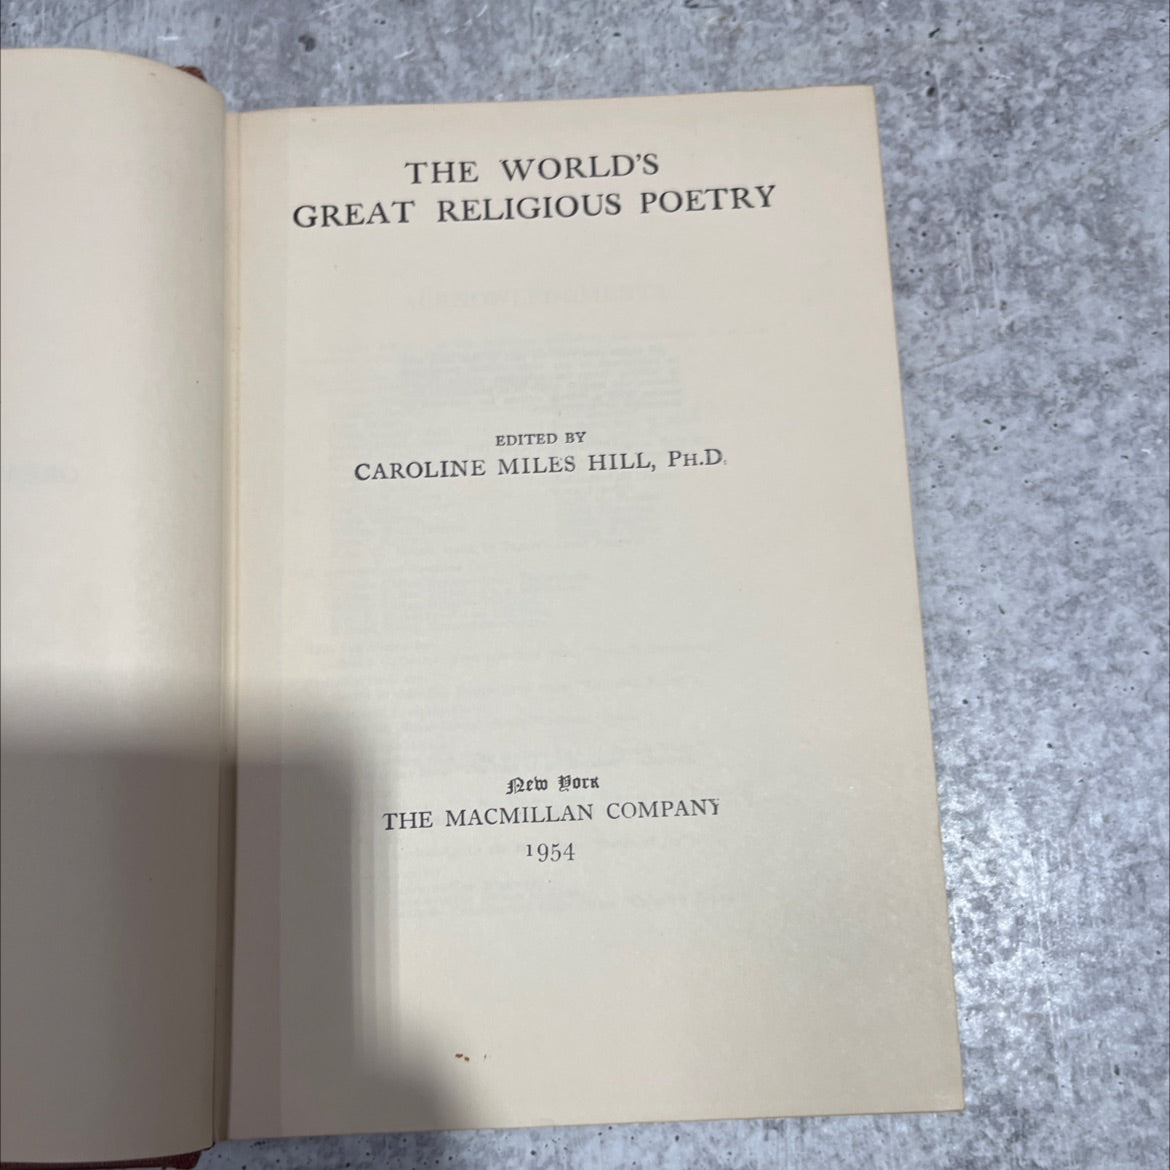 THE WORLD'S
GREAT RELIGIOUS POETRY
EDITED BY
CAROLINE MILES HILL, PH.D.
New York
THE MACMILLAN COMPANY
1954